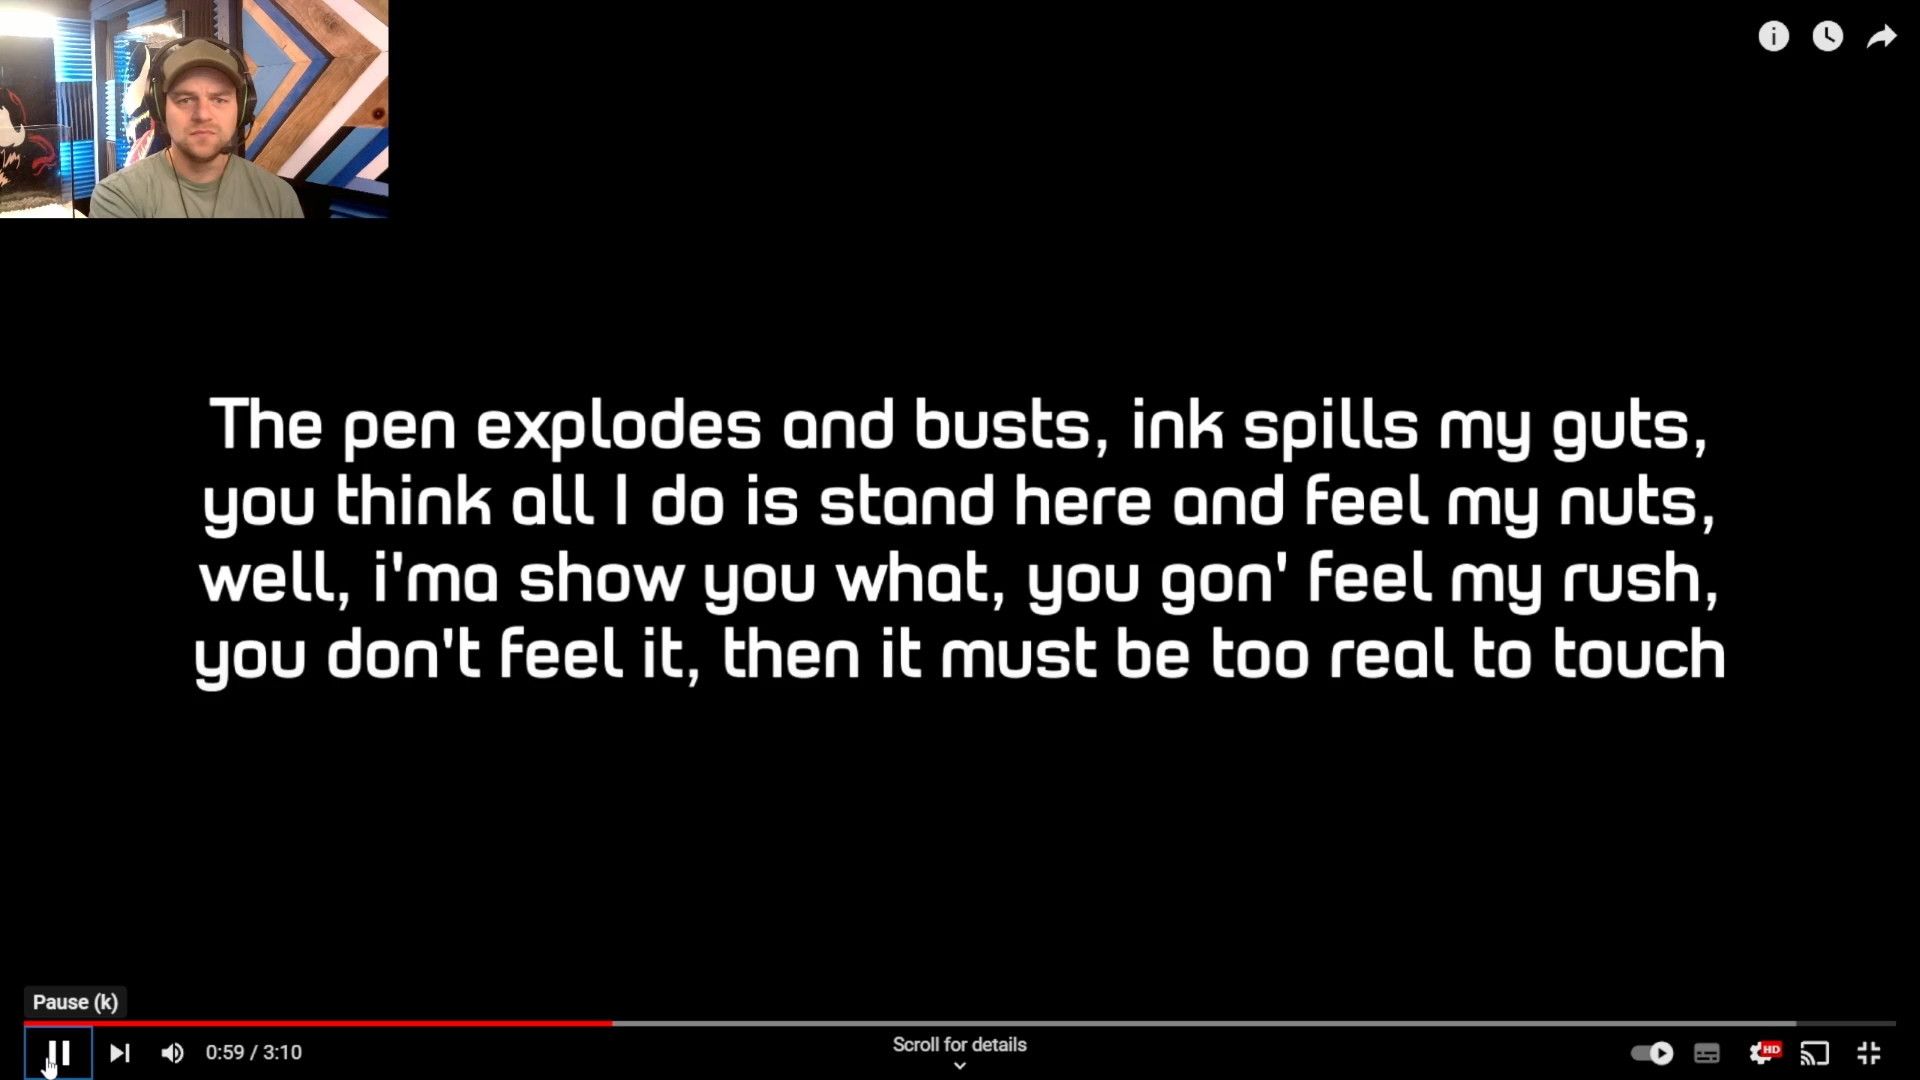 The pen explodes and busts, ink spills my guts,
you think all I do is stand here and feel my nuts,
well, i'ma show you what, you gon' feel my rush,
you don't feel it, then it must be too real to touch
Pause (k)
0:59 / 3:10
Scroll for details
HD